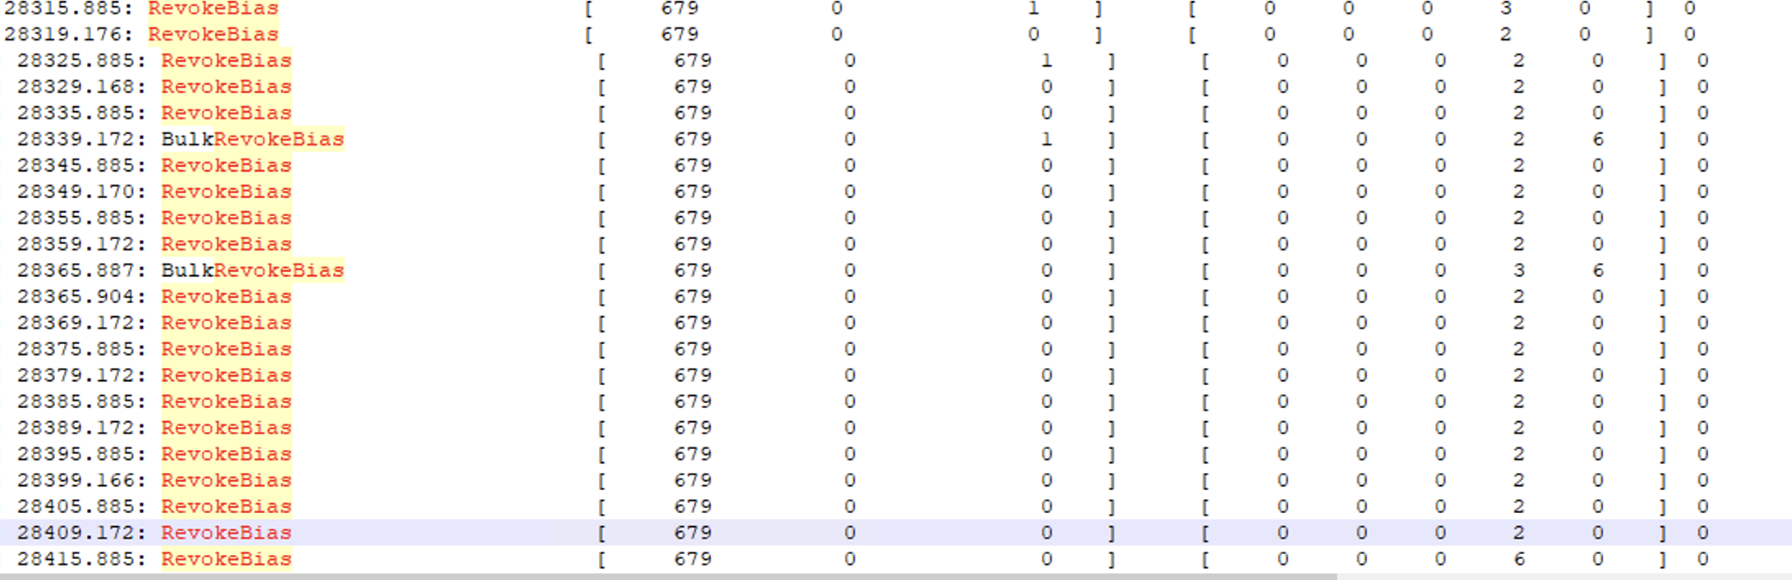 28315.885: RevokeBias [ 679 0 1 ] [ 0 0 0 3 0 ] 0
28319.176: RevokeBias [ 679 0 0 ] [ 0 0 0 2 0 ] 0
28325.885: RevokeBias [ 679 0 1 ] [ 0 0 0 2 0 ] 0
28329.168: RevokeBias [ 679 0 0 ] [ 0 0 0 2 0 ] 0
28335.885: RevokeBias [ 679 0 0 ] [ 0 0 0 2 0 ] 0
28339.172: BulkRevokeBias [ 679 0 1 ] [ 0 0 0 2 6 ] 0
28345.885: RevokeBias [ 679 0 0 ] [ 0 0 0 2 0 ] 0
28349.170: RevokeBias [ 679 0 0 ] [ 0 0 0 2 0 ] 0
28355.885: RevokeBias [ 679 0 0 ] [ 0 0 0 2 0 ] 0
28359.172: RevokeBias [ 679 0 0 ] [ 0 0 0 2 0 ] 0
28365.887: BulkRevokeBias [ 679 0 0 ] [ 0 0 0 3 6 ] 0
28365.904: RevokeBias [ 679 0 0 ] [ 0 0 0 2 0 ] 0
28369.172: RevokeBias [ 679 0 0 ] [ 0 0 0 2 0 ] 0
28375.885: RevokeBias [ 679 0 0 ] [ 0 0 0 2 0 ] 0
28379.172: RevokeBias [ 679 0 0 ] [ 0 0 0 2 0 ] 0
28385.885: RevokeBias [ 679 0 0 ] [ 0 0 0 2 0 ] 0
28389.172: RevokeBias [ 679 0 0 ] [ 0 0 0 2 0 ] 0
28395.885: RevokeBias [ 679 0 0 ] [ 0 0 0 2 0 ] 0
28399.166: RevokeBias [ 679 0 0 ] [ 0 0 0 2 0 ] 0
28405.885: RevokeBias [ 679 0 0 ] [ 0 0 0 2 0 ] 0
28409.172: RevokeBias [ 679 0 0 ] [ 0 0 0 2 0 ] 0
28415.885: RevokeBias [ 679 0 0 ] [ 0 0 0 6 0 ] 0